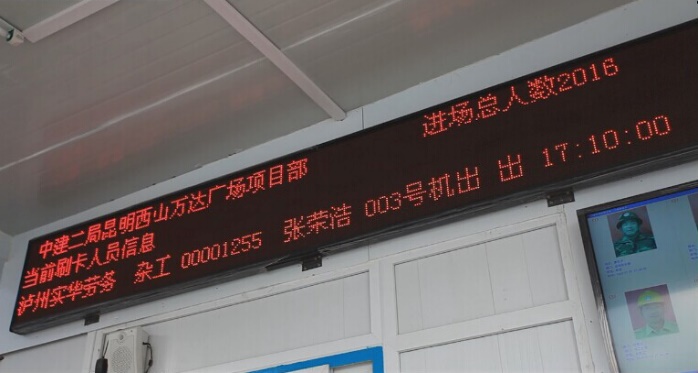 中建二局昆明西山万达广场项目部 进场总人数2016
当前刷卡人员信息
泸州实华劳务 杂工 00001255 张荣浩 003号机出 出 17:10:00